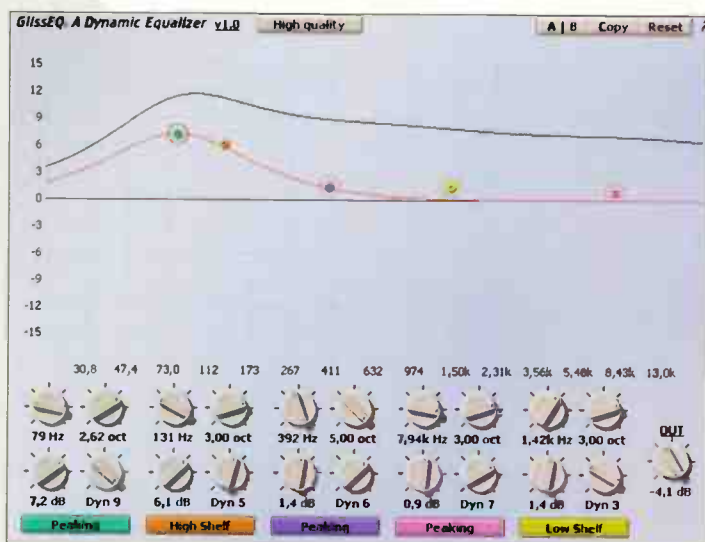 GlissEQ A Dynamic Equalizer v1.0 High quality A | B Copy Reset
15
12
9
6
3
0
-3
-6
-9
-12
-15
30,8 47,4 73,0 112 173 267 411 632 974 1,50k 2,31k 3,56k 5,48k 8,43k 13,0k
79 Hz 2,62 oct 131 Hz 3,00 oct 392 Hz 5,00 oct 7,94k Hz 3,00 oct 1,42k Hz 3,00 oct OUT
7,2 dB Dyn 9 6,1 dB Dyn 5 1,4 dB Dyn 6 0,9 dB Dyn 7 1,4 dB Dyn 3 -4,1 dB
Peaking High Shelf Peaking Peaking Low Shelf